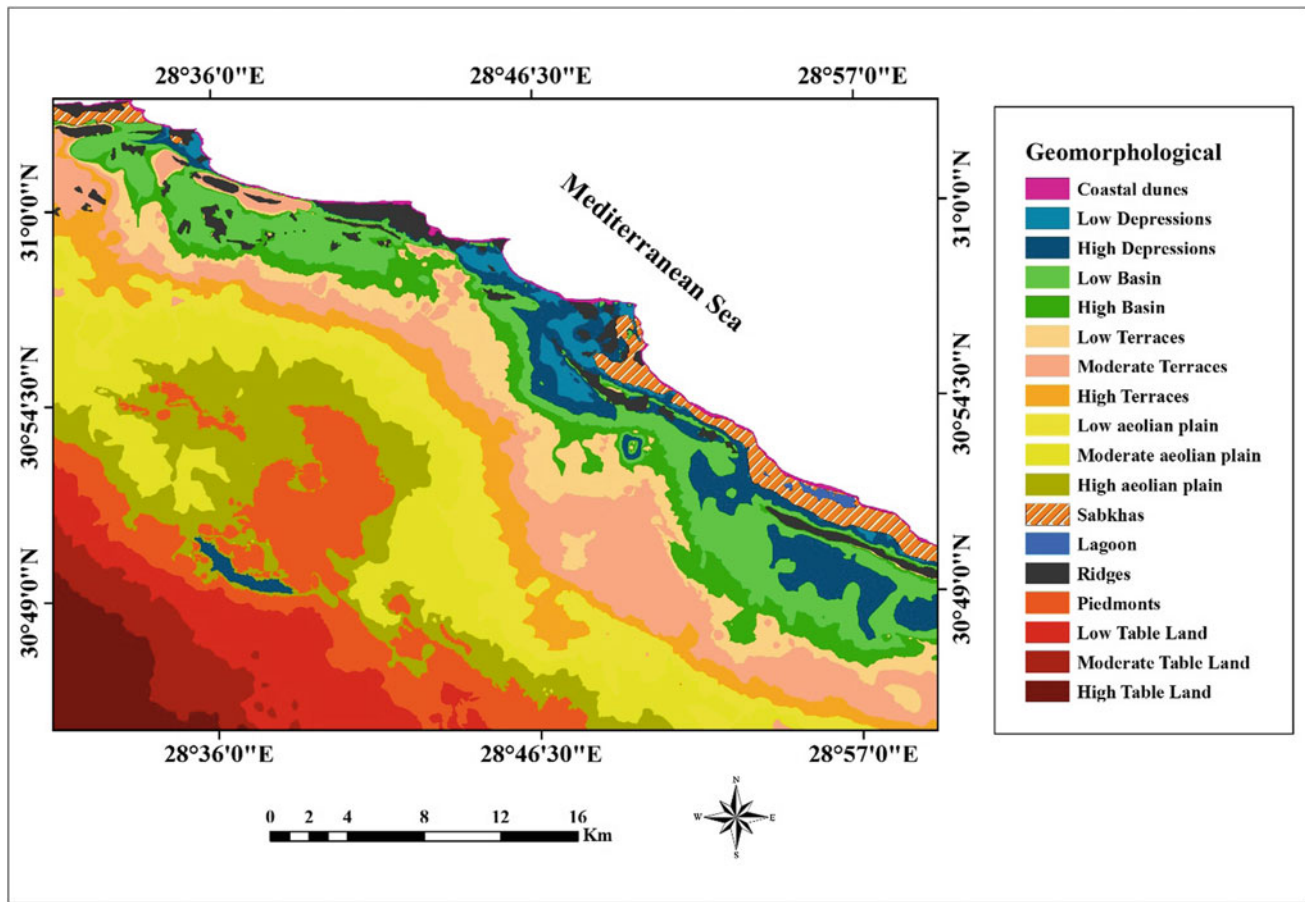 28°36'0"E 28°46'30"E 28°57'0"E
31°0'0"N
30°54'30"N
30°49'0"N
Mediterranean Sea
31°0'0"N
30°54'30"N
30°49'0"N
28°36'0"E 28°46'30"E 28°57'0"E
0 2 4 8 12 16
Km
N
W E
S
Geomorphological
Coastal dunes
Low Depressions
High Depressions
Low Basin
High Basin
Low Terraces
Moderate Terraces
High Terraces
Low aeolian plain
Moderate aeolian plain
High aeolian plain
Sabkhas
Lagoon
Ridges
Piedmonts
Low Table Land
Moderate Table Land
High Table Land